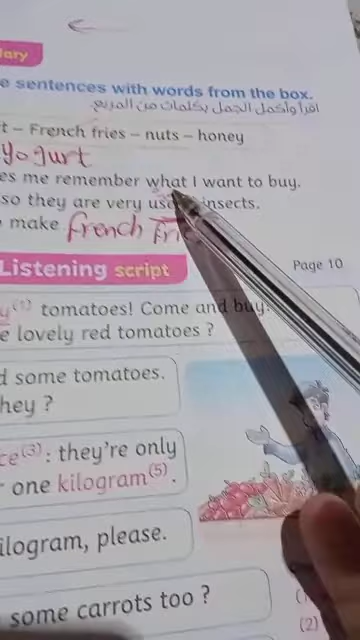 lary
e sentences with words from the box.
اقرأ وأكمل الجمل بكلمات من المربع.
t – French fries – nuts – honey
Yogurt
es me remember what I want to buy.
so they are very use insects.
make French Fri
Listening script
Page 10
y(1) tomatoes! Come and buy
e lovely red tomatoes ?
d some tomatoes.
hey ?
ce(3): they're only
one kilogram(5).
ilogram, please.
some carrots too ?
(2)